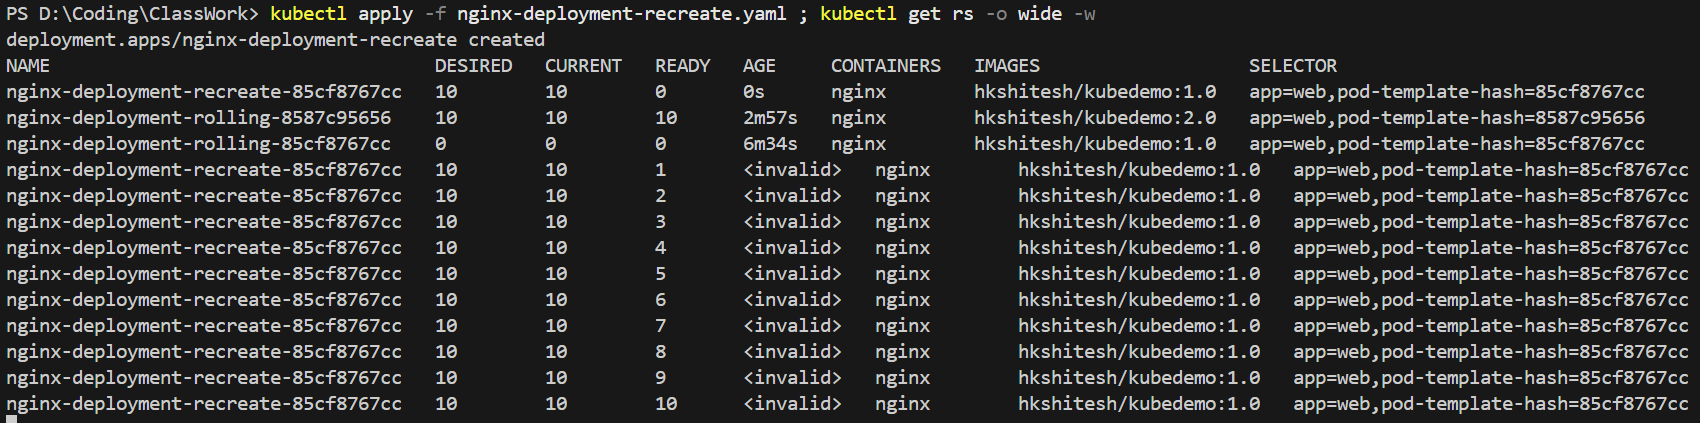 PS D:\Coding\ClassWork> kubectl apply -f nginx-deployment-recreate.yaml ; kubectl get rs -o wide -w
deployment.apps/nginx-deployment-recreate created
NAME                                   DESIRED   CURRENT   READY   AGE     CONTAINERS   IMAGES                   SELECTOR
nginx-deployment-recreate-85cf8767cc   10        10        0       0s      nginx        hkshitesh/kubedemo:1.0   app=web,pod-template-hash=85cf8767cc
nginx-deployment-rolling-8587c95656    10        10        10      2m57s   nginx        hkshitesh/kubedemo:2.0   app=web,pod-template-hash=8587c95656
nginx-deployment-rolling-85cf8767cc    0         0         0       6m34s   nginx        hkshitesh/kubedemo:1.0   app=web,pod-template-hash=85cf8767cc
nginx-deployment-recreate-85cf8767cc   10        10        1       <invalid>   nginx        hkshitesh/kubedemo:1.0   app=web,pod-template-hash=85cf8767cc
nginx-deployment-recreate-85cf8767cc   10        10        2       <invalid>   nginx        hkshitesh/kubedemo:1.0   app=web,pod-template-hash=85cf8767cc
nginx-deployment-recreate-85cf8767cc   10        10        3       <invalid>   nginx        hkshitesh/kubedemo:1.0   app=web,pod-template-hash=85cf8767cc
nginx-deployment-recreate-85cf8767cc   10        10        4       <invalid>   nginx        hkshitesh/kubedemo:1.0   app=web,pod-template-hash=85cf8767cc
nginx-deployment-recreate-85cf8767cc   10        10        5       <invalid>   nginx        hkshitesh/kubedemo:1.0   app=web,pod-template-hash=85cf8767cc
nginx-deployment-recreate-85cf8767cc   10        10        6       <invalid>   nginx        hkshitesh/kubedemo:1.0   app=web,pod-template-hash=85cf8767cc
nginx-deployment-recreate-85cf8767cc   10        10        7       <invalid>   nginx        hkshitesh/kubedemo:1.0   app=web,pod-template-hash=85cf8767cc
nginx-deployment-recreate-85cf8767cc   10        10        8       <invalid>   nginx        hkshitesh/kubedemo:1.0   app=web,pod-template-hash=85cf8767cc
nginx-deployment-recreate-85cf8767cc   10        10        9       <invalid>   nginx        hkshitesh/kubedemo:1.0   app=web,pod-template-hash=85cf8767cc
nginx-deployment-recreate-85cf8767cc   10        10        10      <invalid>   nginx        hkshitesh/kubedemo:1.0   app=web,pod-template-hash=85cf8767cc